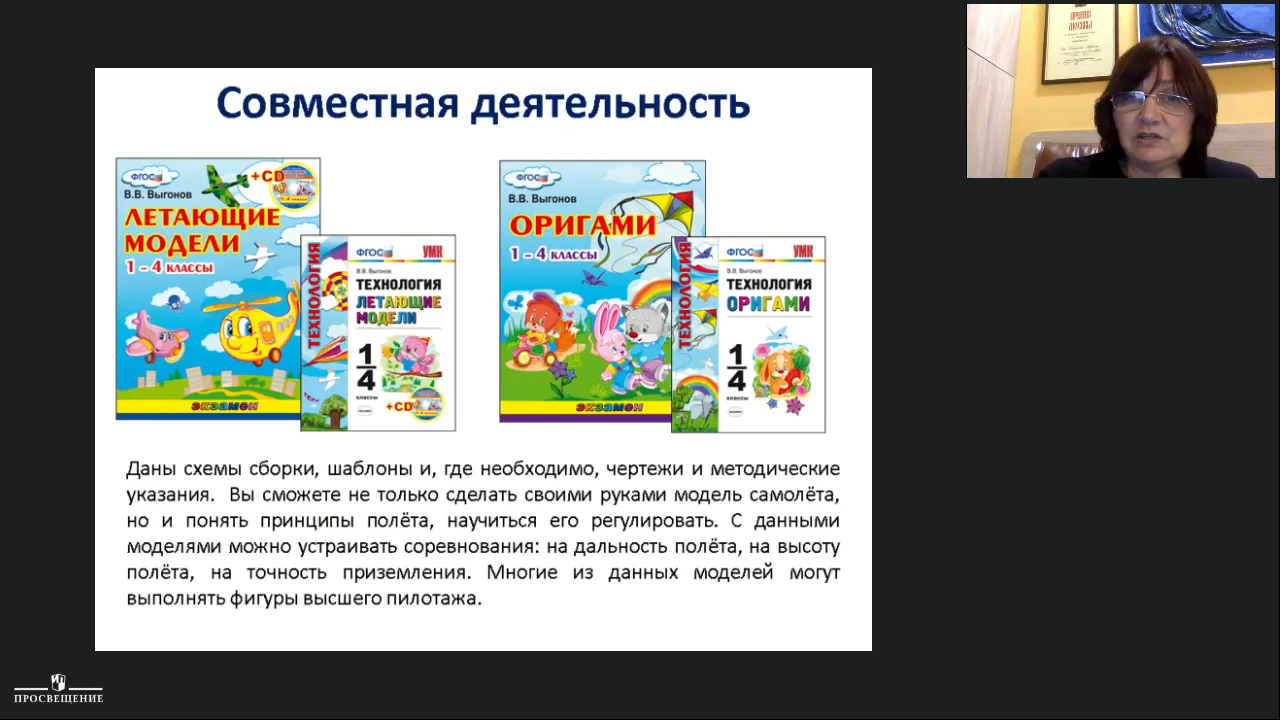 Совместная деятельность
ФГОС
+CD
В.В. Выгонов
ЛЕТАЮЩИЕ
МОДЕЛИ
1 – 4 КЛАССЫ
экзамен
ТЕХНОЛОГИЯ
ФГОС
УМК
В.В. Выгонов
ТЕХНОЛОГИЯ
ЛЕТАЮЩИЕ
МОДЕЛИ
1
4
классы
+CD
ФГОС
В.В. Выгонов
ОРИГАМИ
1 – 4 КЛАССЫ
экзамен
ТЕХНОЛОГИЯ
ФГОС
УМК
В.В. Выгонов
ТЕХНОЛОГИЯ
ОРИГАМИ
1
4
классы
Даны схемы сборки, шаблоны и, где необходимо, чертежи и методические
указания. Вы сможете не только сделать своими руками модель самолёта,
но и понять принципы полёта, научиться его регулировать. С данными
моделями можно устраивать соревнования: на дальность полёта, на высоту
полёта, на точность приземления. Многие из данных моделей могут
выполнять фигуры высшего пилотажа.
ПРОСВЕЩЕНИЕ